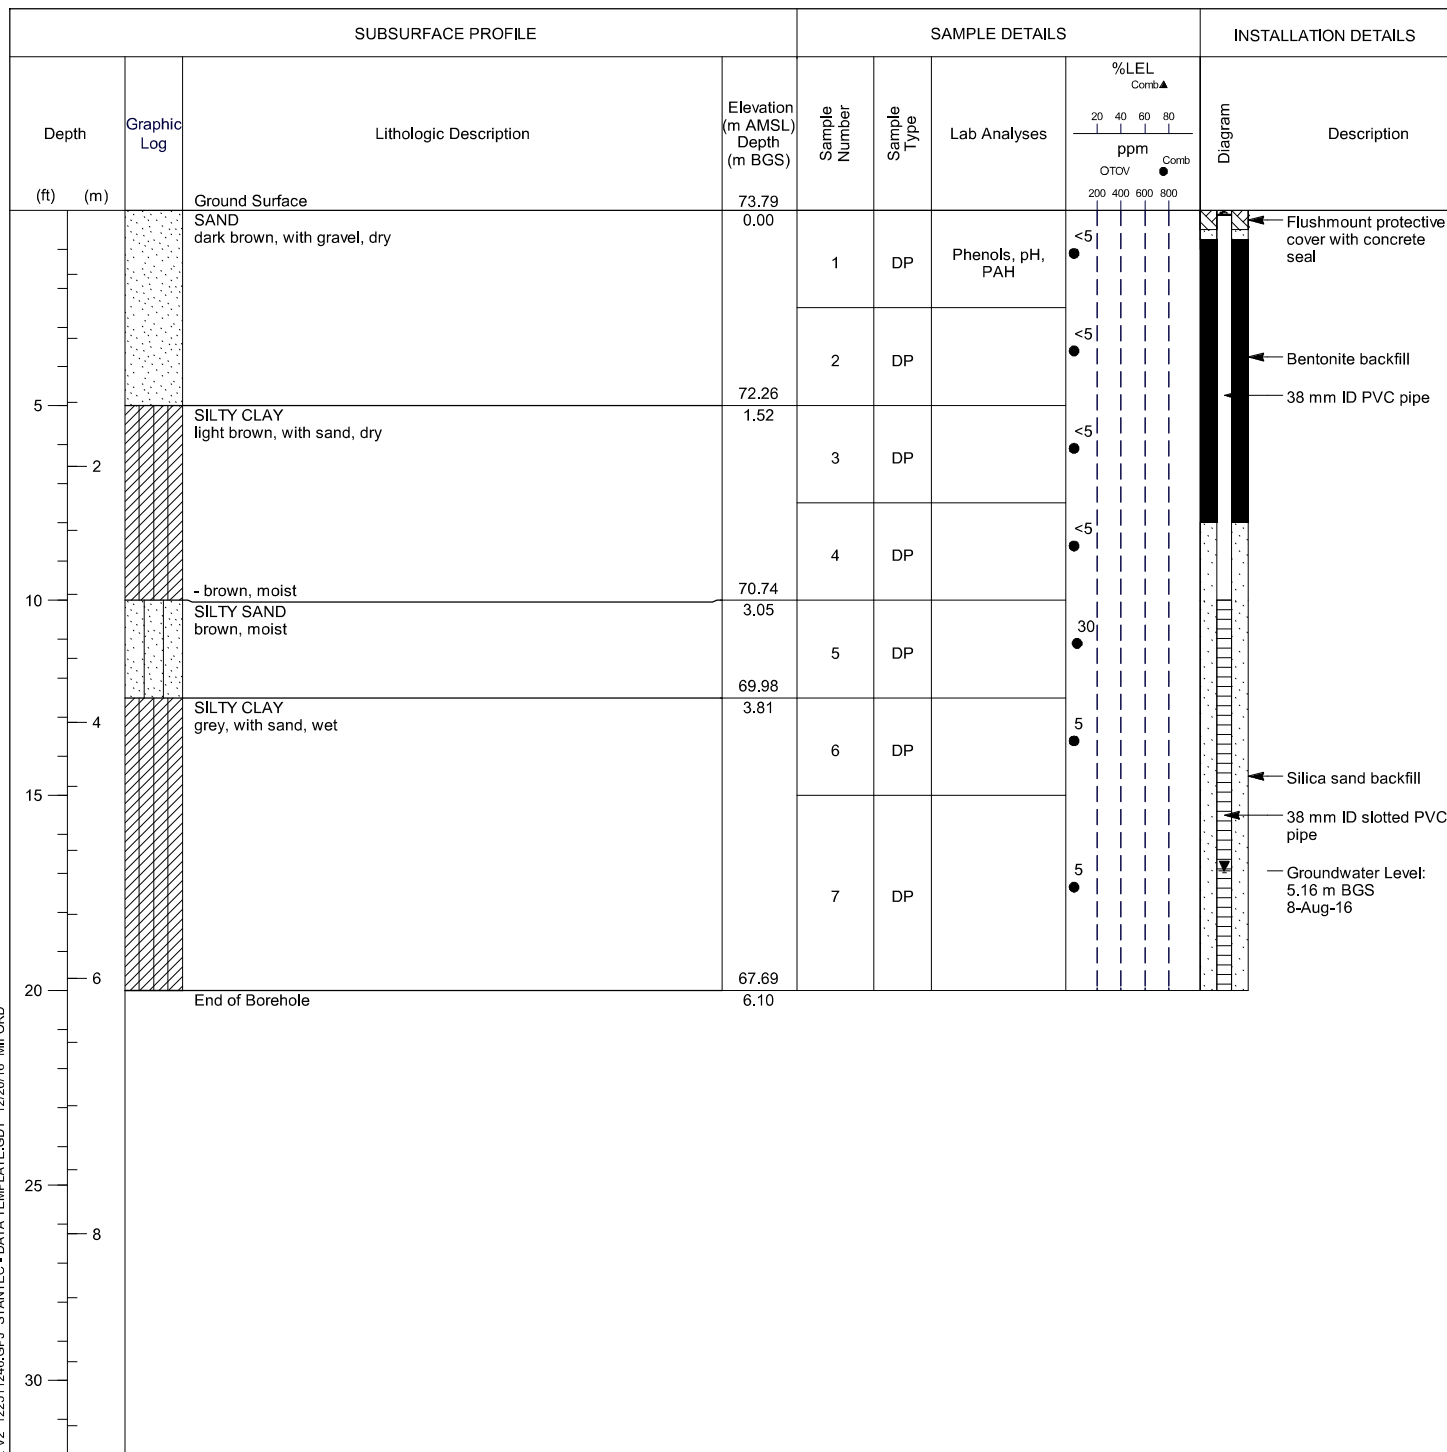 SUBSURFACE PROFILE
SAMPLE DETAILS
INSTALLATION DETAILS
Depth
(ft) (m)
Graphic
Log
Lithologic Description
Elevation
(m AMSL)
Depth
(m BGS)
Sample
Number
Sample
Type
Lab Analyses
%LEL
Comb▲
20 40 60 80
ppm
○TOV ● Comb
200 400 600 800
Diagram
Description
Ground Surface 73.79
SAND 0.00
dark brown, with gravel, dry
1 DP Phenols, pH,
PAH
<5
Flushmount protective
cover with concrete
seal
2 DP <5
Bentonite backfill
72.26
38 mm ID PVC pipe
5
SILTY CLAY 1.52
light brown, with sand, dry
3 DP <5
2
4 DP <5
- brown, moist 70.74
10
SILTY SAND 3.05
brown, moist
5 DP 30
69.98
SILTY CLAY 3.81
grey, with sand, wet
4
6 DP 5
Silica sand backfill
15
38 mm ID slotted PVC
pipe
7 DP 5
Groundwater Level:
5.16 m BGS
8-Aug-16
6
67.69
20
End of Borehole 6.10
25
8
30
STANTEC - DATA TEMPLATE.GDT